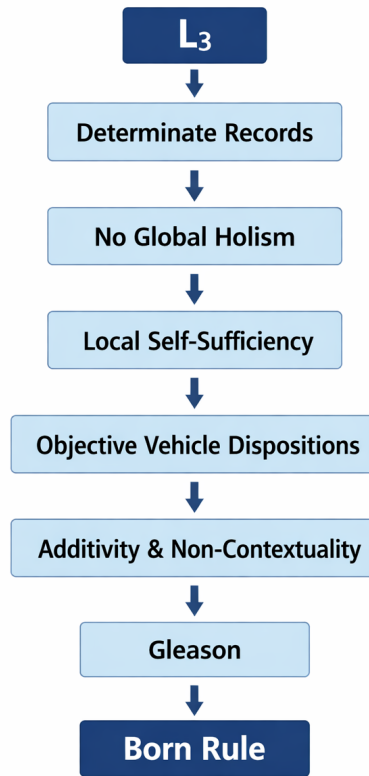 L₃
Determinate Records
No Global Holism
Local Self-Sufficiency
Objective Vehicle Dispositions
Additivity & Non-Contextuality
Gleason
Born Rule